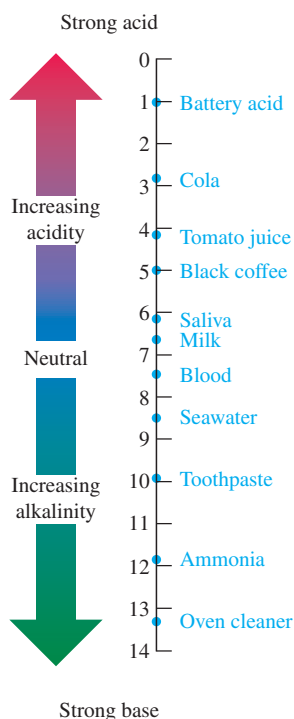 Strong acid
0
1
Battery acid
2
Cola
3
Increasing
acidity
4
Tomato juice
5
Black coffee
6
Saliva
Milk
Neutral
7
Blood
8
Seawater
9
Increasing
alkalinity
10
Toothpaste
11
12
Ammonia
13
Oven cleaner
14
Strong base